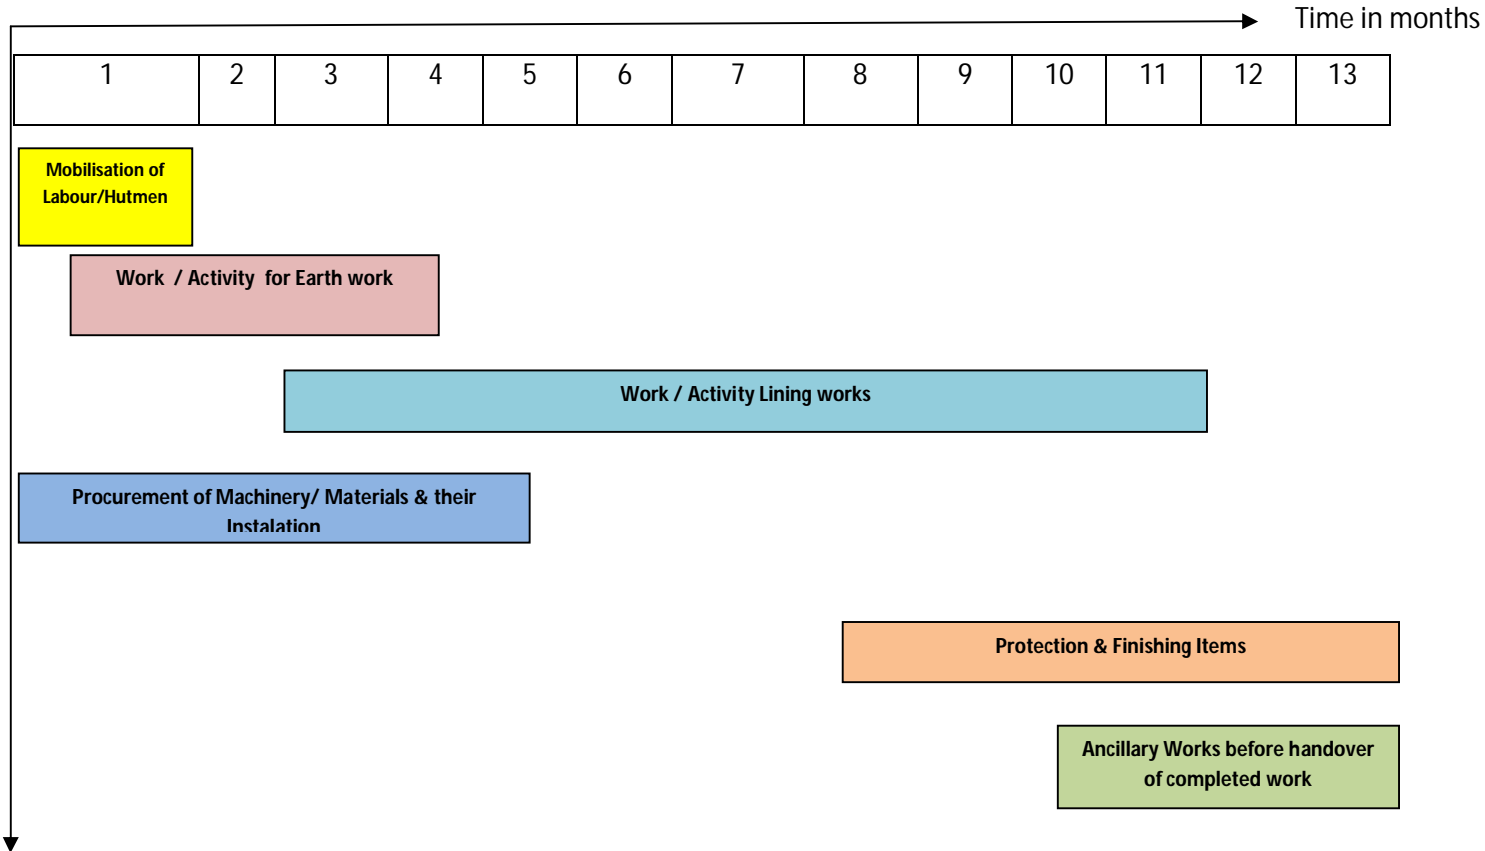 Time in months
1 2 3 4 5 6 7 8 9 10 11 12 13
Mobilisation of
Labour/Hutmen
Work / Activity for Earth work
Work / Activity Lining works
Procurement of Machinery/ Materials & their
Instalation
Protection & Finishing Items
Ancillary Works before handover
of completed work